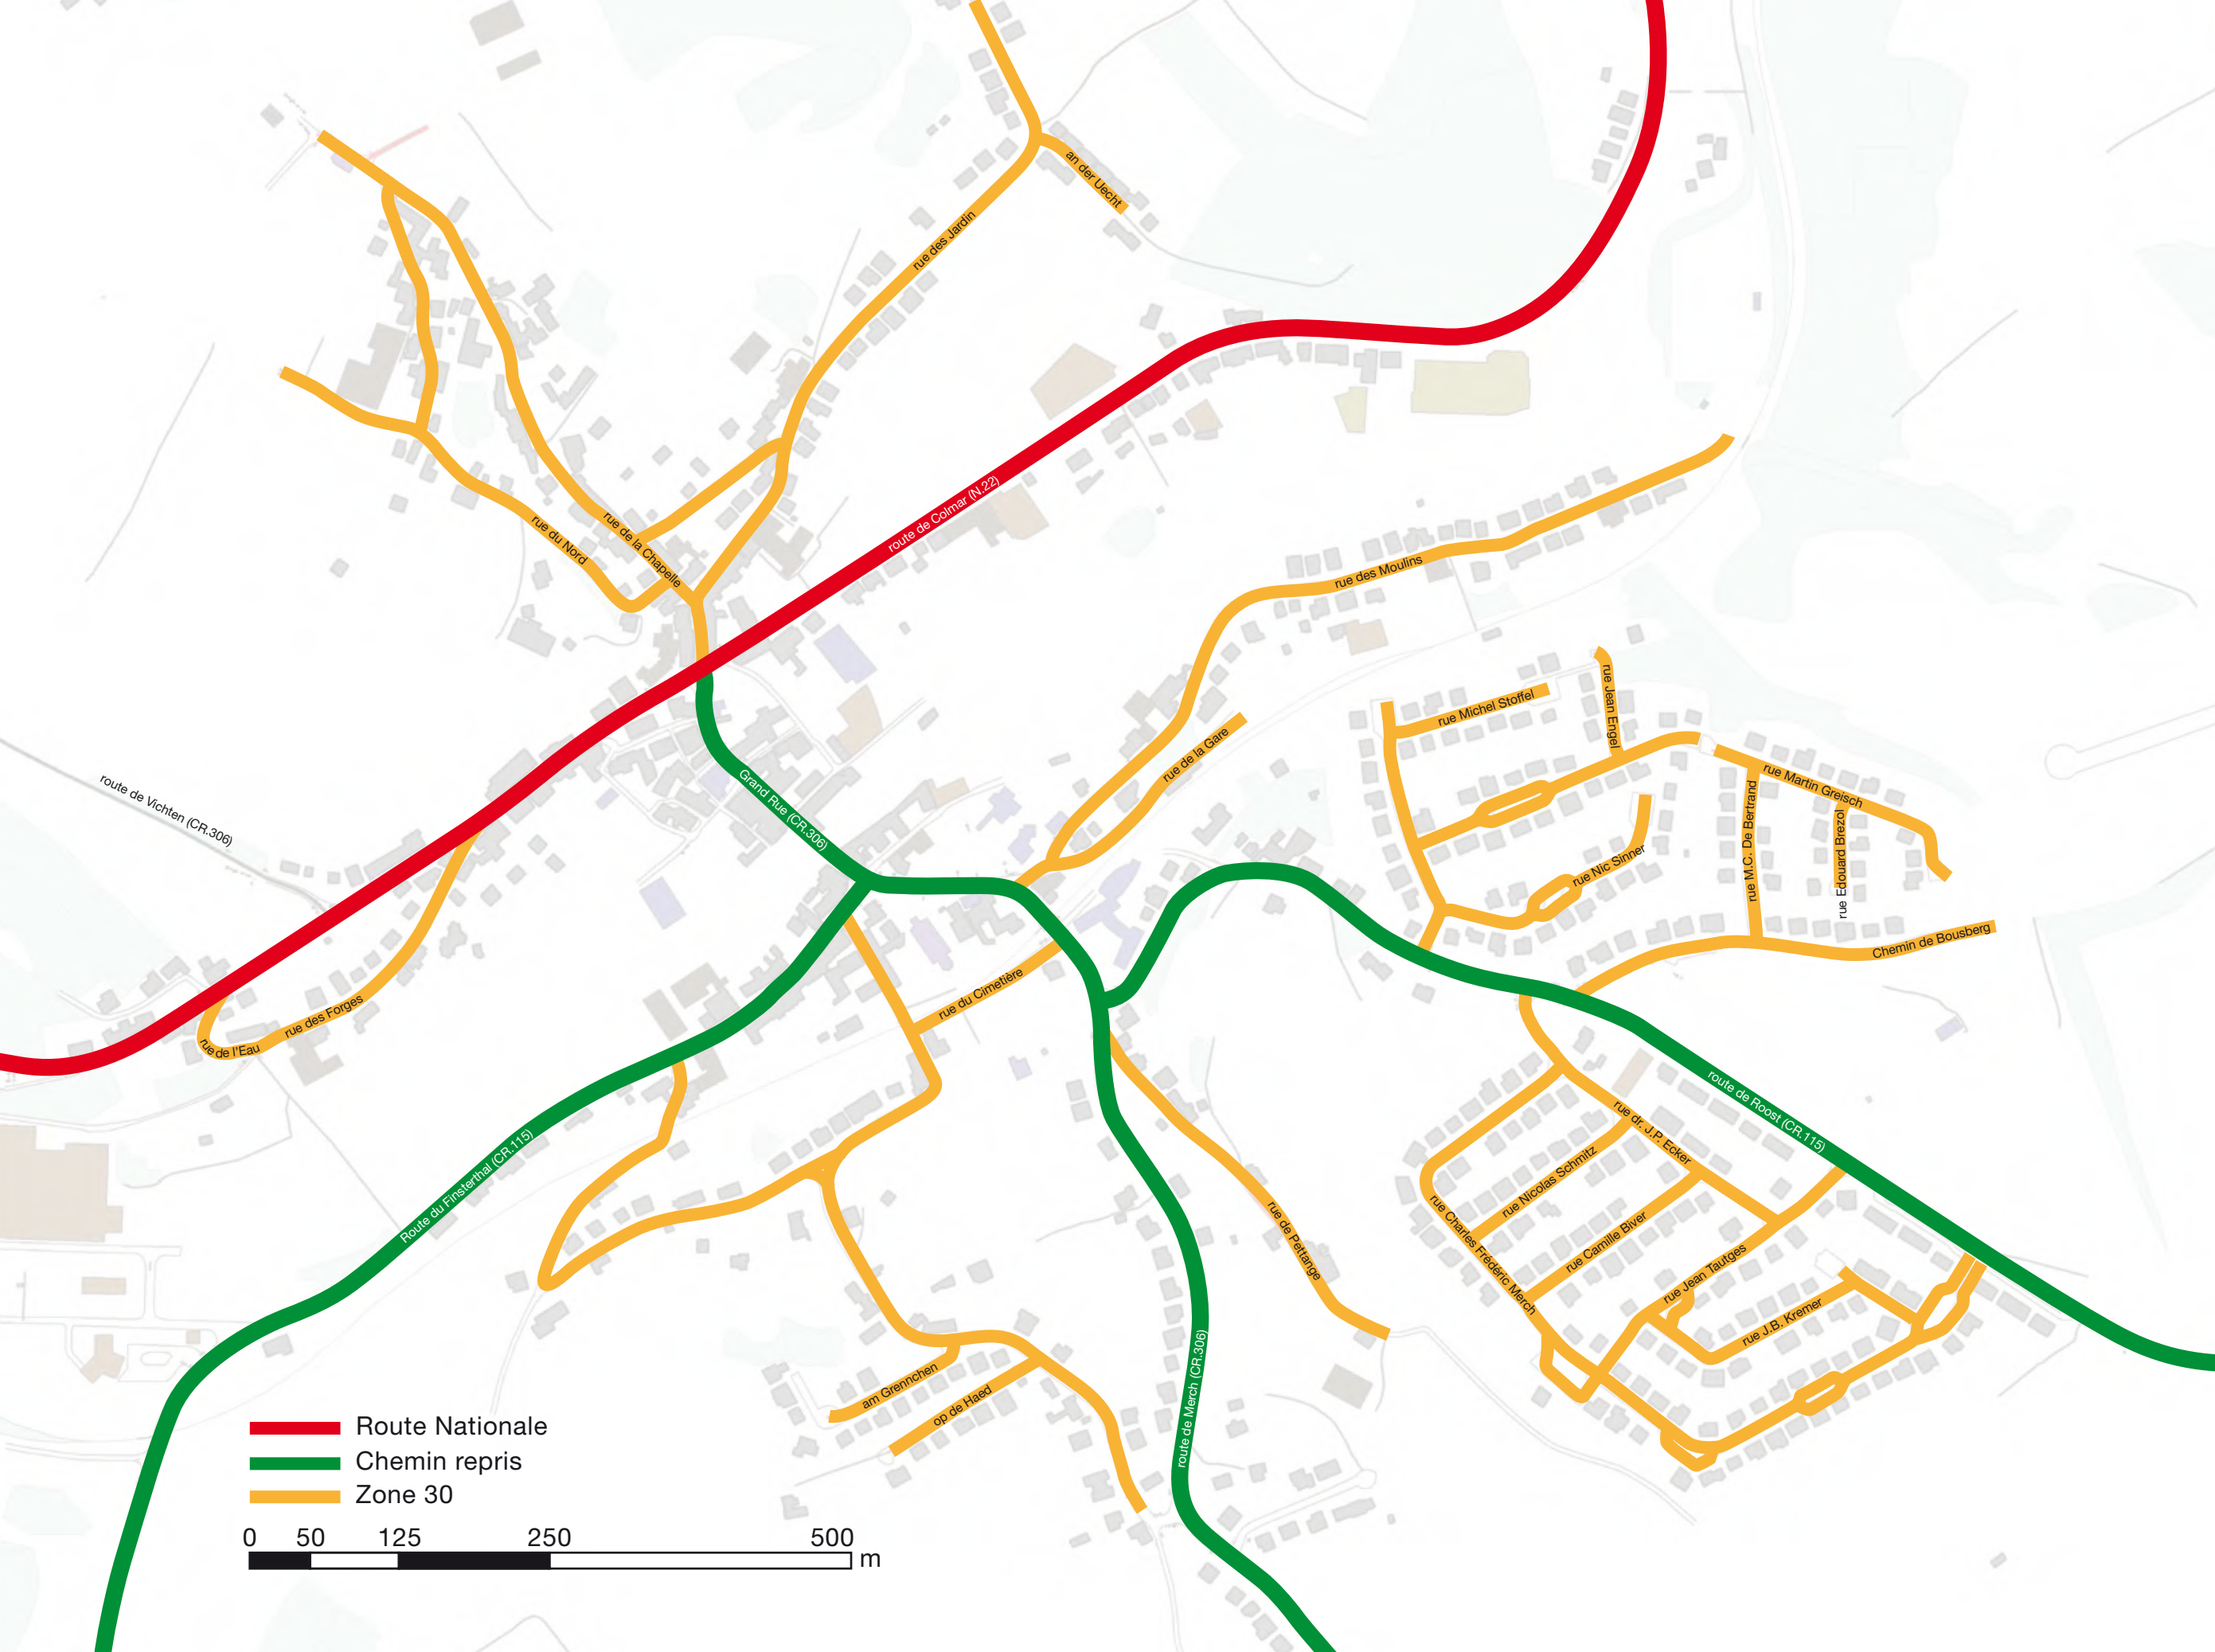 an der Uecht
rue des Jardin
route de Colmar (N.22)
rue du Nord
rue de la Chapelle
rue des Moulins
rue Michel Stoffel
rue Jean Engel
rue de la Gare
rue Martin Greisch
rue M.C. De Bertrand
rue Edouard Brezol
route de Vichten (CR.306)
Grand Rue (CR.306)
rue Nic Sinner
Chemin de Bousberg
rue du Cimetière
rue des Forges
rue de l'Eau
route de Roost (CR.115)
rue dr. J.P. Ecker
Route du Finsterthal (CR.115)
rue Nicolas Schmitz
rue de Pettange
rue Charles Frédéric Merch
rue Camille Biver
rue Jean Tautges
rue J.B. Kremer
am Grennchen
op de Haed
route de Merch (CR.306)
Route Nationale
Chemin repris
Zone 30
0 50 125 250 500
m